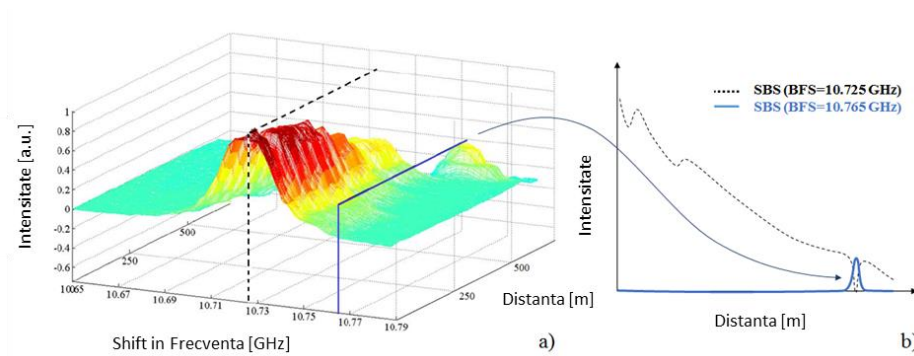 1
0.8
0.6
0.4
0.2
0
-0.2
-0.4
-0.6
Intensitate [a.u.]
500
250
1065
10.67
10.69
10.71
10.73
10.75
10.77
10.79
Shift in Frecventa [GHz]
250
500
Distanta [m]
a)
SBS (BFS=10.725 GHz)
SBS (BFS=10.765 GHz)
Intensitate
Distanta [m]
b)